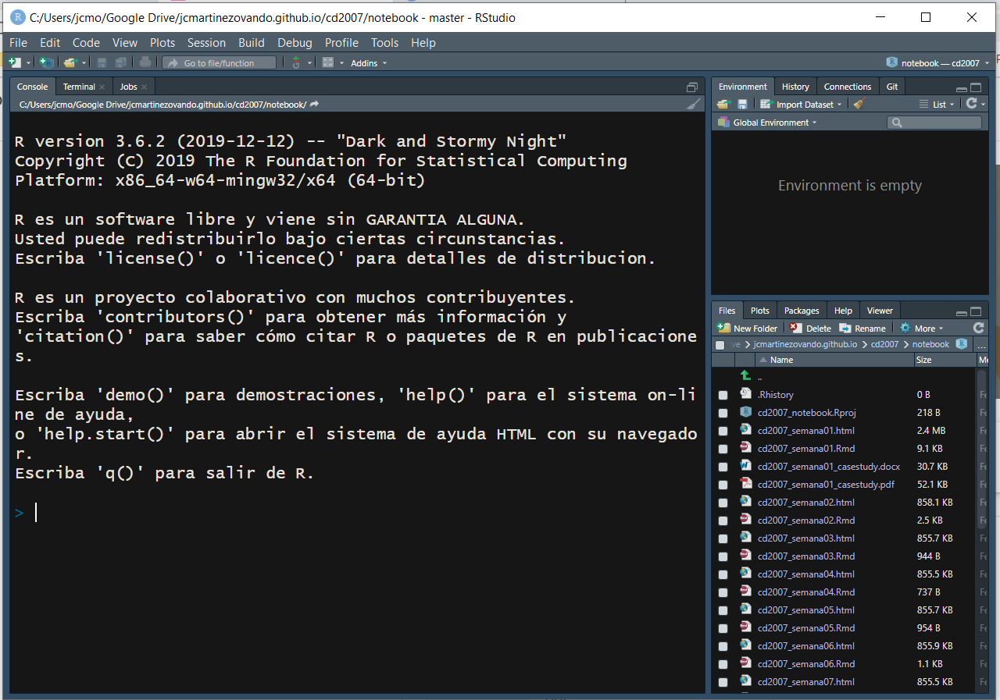 C:/Users/jcmo/Google Drive/jcmartinezovando.github.io/cd2007/notebook - master - RStudio
File Edit Code View Plots Session Build Debug Profile Tools Help
Go to file/function Addins notebook — cd2007
Console Terminal Jobs
C:/Users/jcmo/Google Drive/jcmartinezovando.github.io/cd2007/notebook/
R version 3.6.2 (2019-12-12) -- "Dark and Stormy Night"
Copyright (C) 2019 The R Foundation for Statistical Computing
Platform: x86_64-w64-mingw32/x64 (64-bit)
R es un software libre y viene sin GARANTIA ALGUNA.
Usted puede redistribuirlo bajo ciertas circunstancias.
Escriba 'license()' o 'licence()' para detalles de distribucion.
R es un proyecto colaborativo con muchos contribuyentes.
Escriba 'contributors()' para obtener más información y
'citation()' para saber cómo citar R o paquetes de R en publicacione
s.
Escriba 'demo()' para demostraciones, 'help()' para el sistema on-li
ne de ayuda,
o 'help.start()' para abrir el sistema de ayuda HTML con su navegado
r.
Escriba 'q()' para salir de R.
>
Environment History Connections Git
Import Dataset List
Global Environment
Environment is empty
Files Plots Packages Help Viewer
New Folder Delete Rename More
ive jcmartinezovando.github.io cd2007 notebook ...
Name Size
..
.Rhistory 0 B
cd2007_notebook.Rproj 218 B
cd2007_semana01.html 2.4 MB
cd2007_semana01.Rmd 9.1 KB
cd2007_semana01_casestudy.docx 30.7 KB
cd2007_semana01_casestudy.pdf 52.1 KB
cd2007_semana02.html 858.1 KB
cd2007_semana02.Rmd 2.5 KB
cd2007_semana03.html 855.7 KB
cd2007_semana03.Rmd 944 B
cd2007_semana04.html 855.5 KB
cd2007_semana04.Rmd 737 B
cd2007_semana05.html 855.7 KB
cd2007_semana05.Rmd 954 B
cd2007_semana06.html 855.9 KB
cd2007_semana06.Rmd 1.1 KB
cd2007_semana07.html 855.5 KB